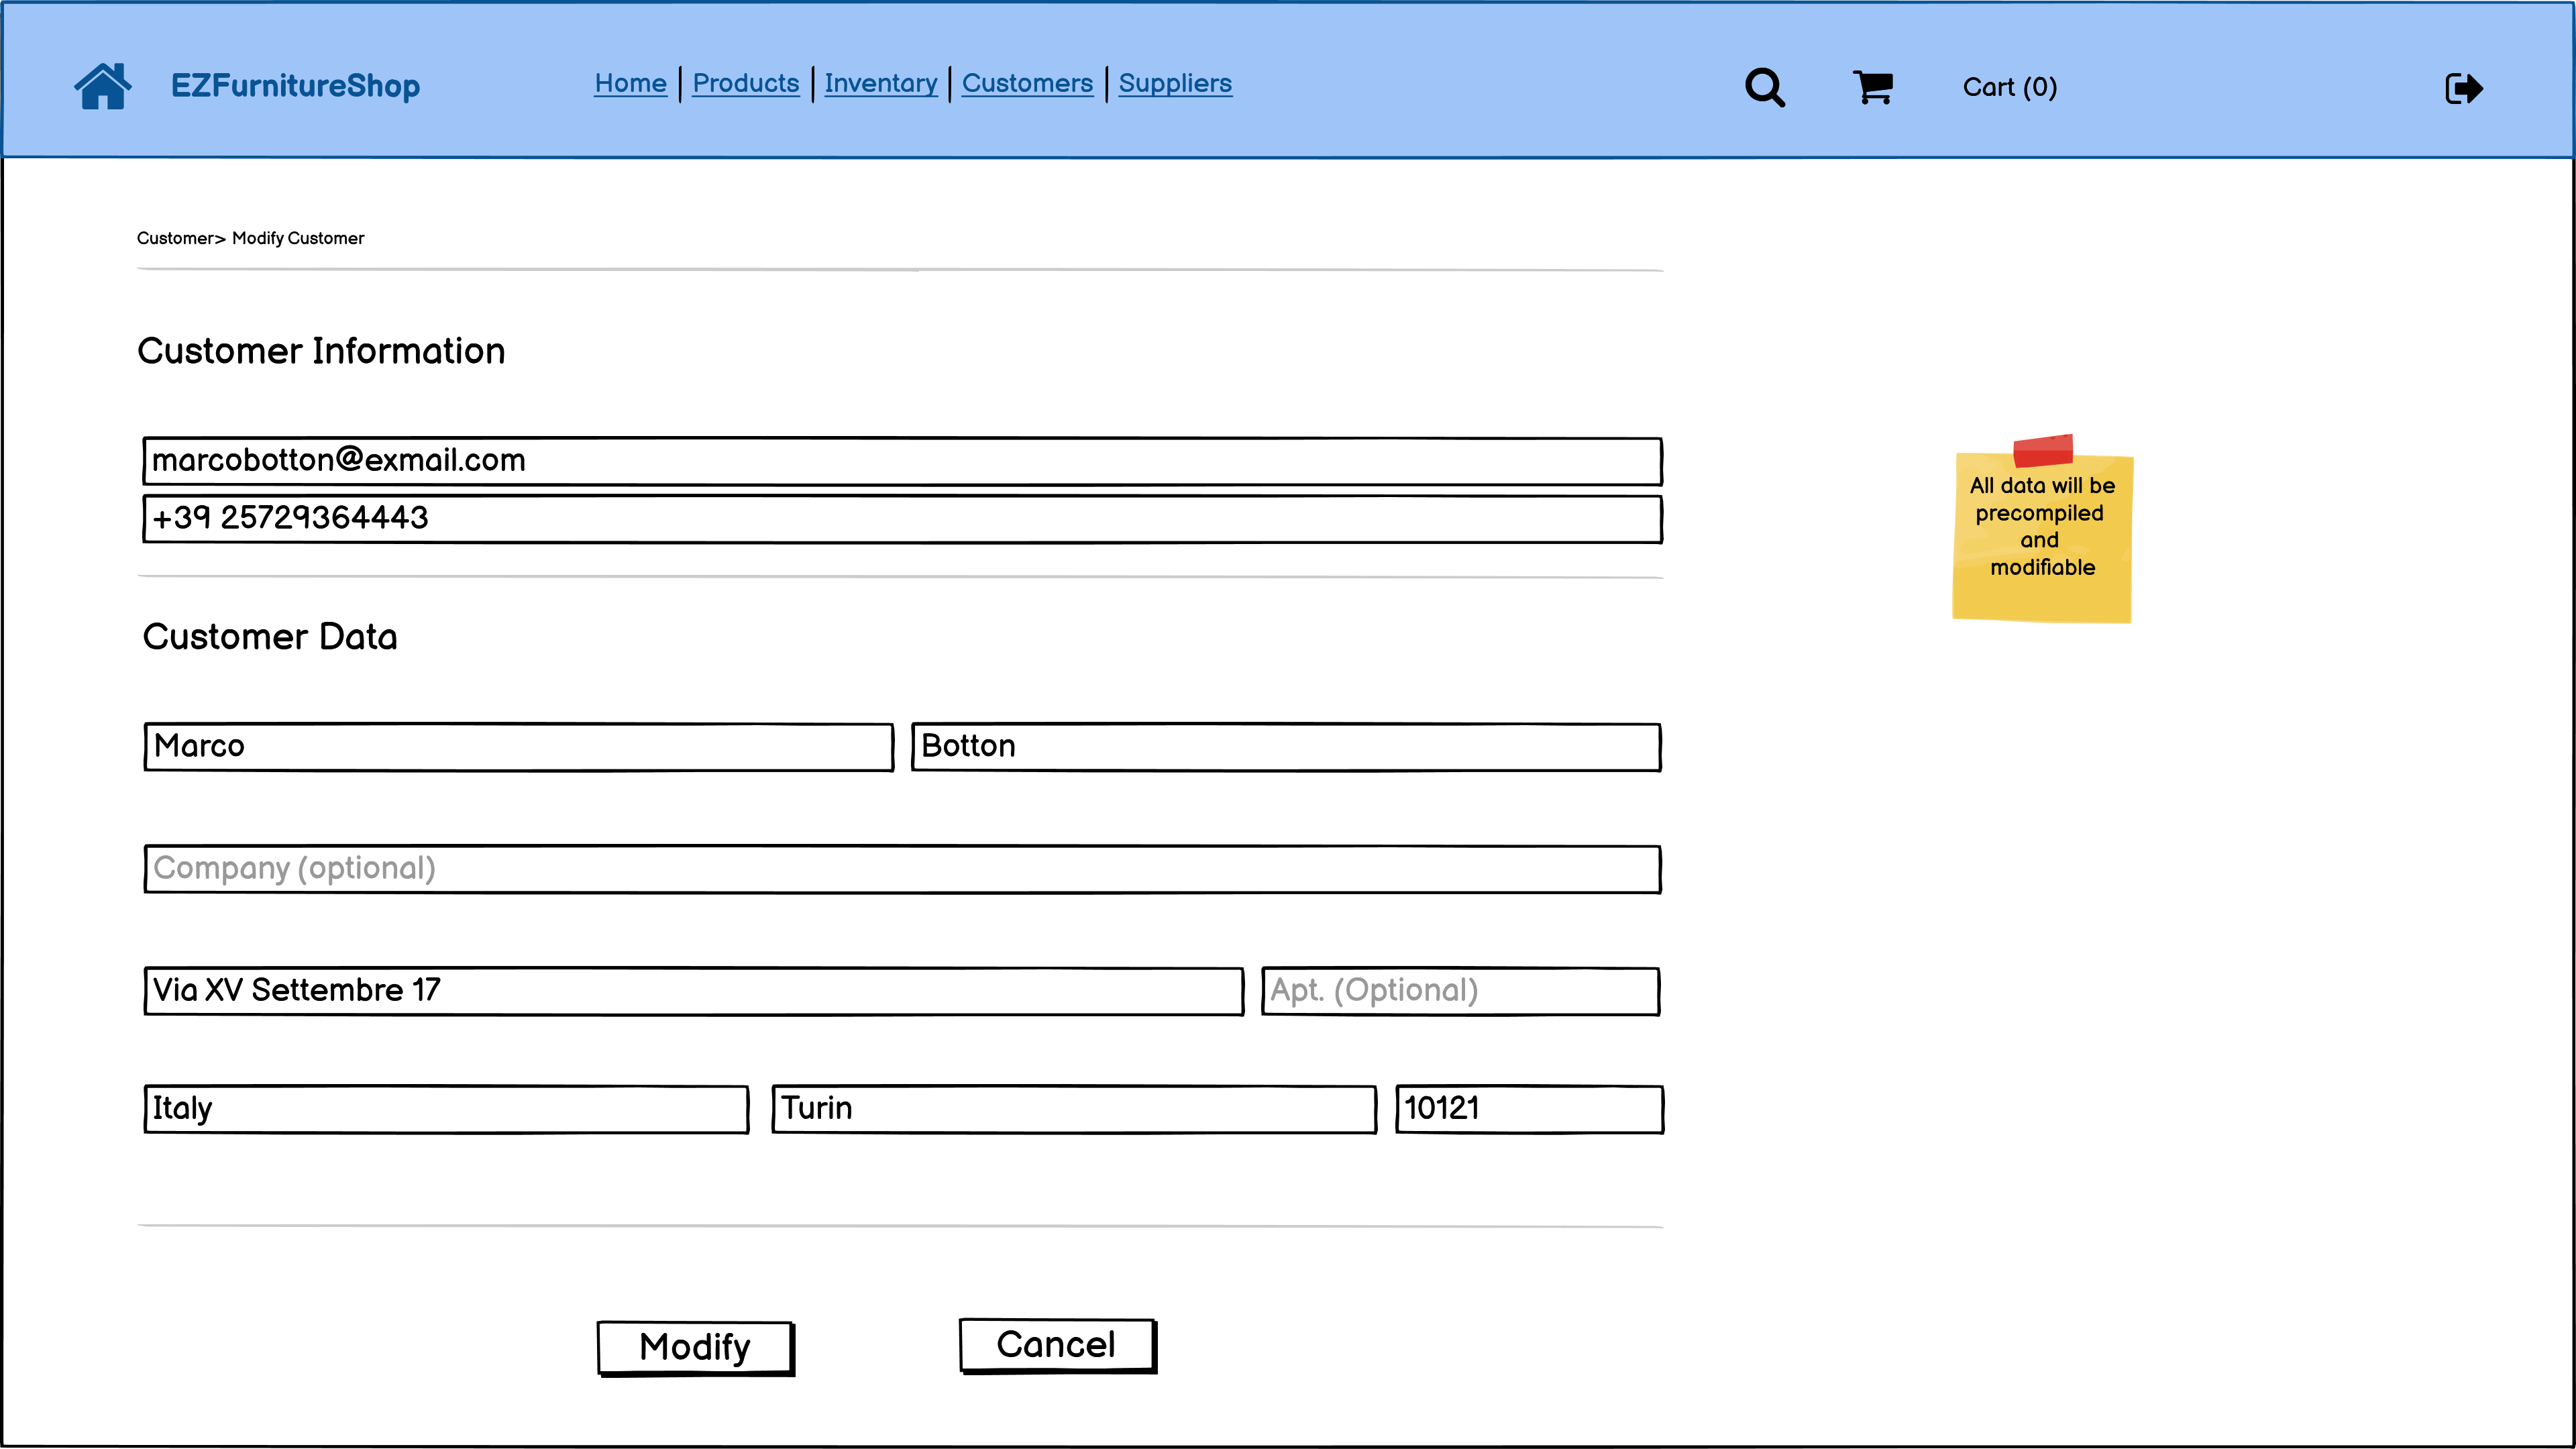 EZFurnitureShop
Home | Products | Inventory | Customers | Suppliers
Cart (0)
Customer> Modify Customer
Customer Information
marcobotton@exmail.com
+39 25729364443
All data will be
precompiled
and
modifiable
Customer Data
Marco
Botton
Company (optional)
Via XV Settembre 17
Apt. (Optional)
Italy
Turin
10121
Modify
Cancel